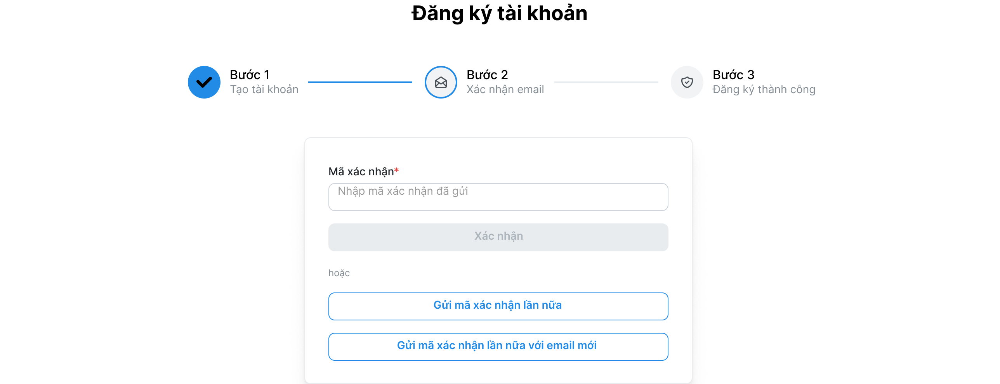 Đăng ký tài khoản
Bước 1
Tạo tài khoản
Bước 2
Xác nhận email
Bước 3
Đăng ký thành công
Mã xác nhận*
Nhập mã xác nhận đã gửi
Xác nhận
hoặc
Gửi mã xác nhận lần nữa
Gửi mã xác nhận lần nữa với email mới